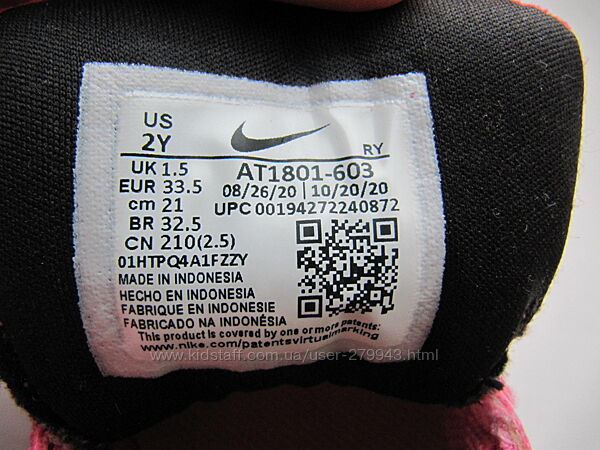 US
2Y
RY
UK 1.5
AT1801-603
EUR 33.5
08/26/20 | 10/20/20
cm 21
UPC 00194272240872
BR 32.5
CN 210(2.5)
01HTPQ4A1FZZY
MADE IN INDONESIA
HECHO EN INDONESIA
FABRIQUE EN INDONESIE
FABRICADO NA INDONÉSIA
This product is covered by one or more patents:
www.nike.com/patentsvirtualmarking
www.kidstaff.com.ua/user-279943.html